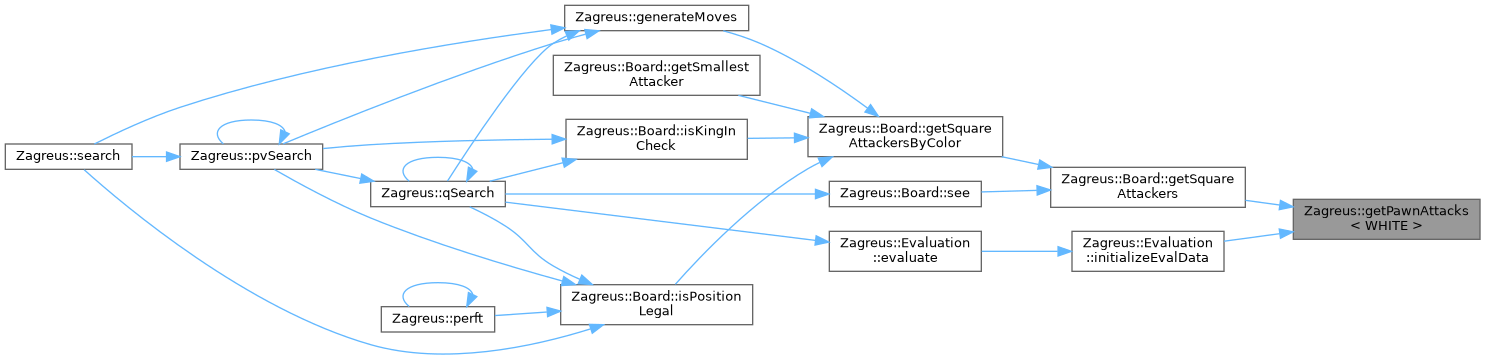 Zagreus::generateMoves
Zagreus::Board::getSmallest
Attacker
Zagreus::Board::isKingIn
Check
Zagreus::Board::getSquare
AttackersByColor
Zagreus::search
Zagreus::pvSearch
Zagreus::qSearch
Zagreus::Board::see
Zagreus::Board::getSquare
Attackers
Zagreus::getPawnAttacks
< WHITE >
Zagreus::Evaluation
::evaluate
Zagreus::Evaluation
::initializeEvalData
Zagreus::Board::isPosition
Legal
Zagreus::perft